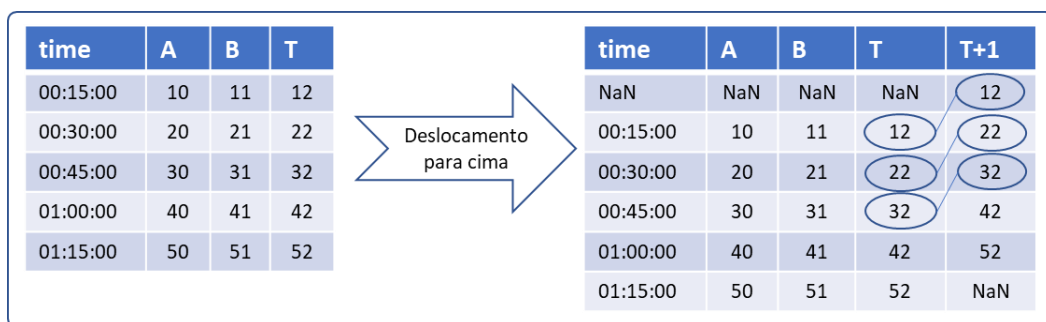 time A B T
00:15:00 10 11 12
00:30:00 20 21 22
00:45:00 30 31 32
01:00:00 40 41 42
01:15:00 50 51 52
Deslocamento
para cima
time A B T T+1
NaN NaN NaN NaN 12
00:15:00 10 11 12 22
00:30:00 20 21 22 32
00:45:00 30 31 32 42
01:00:00 40 41 42 52
01:15:00 50 51 52 NaN